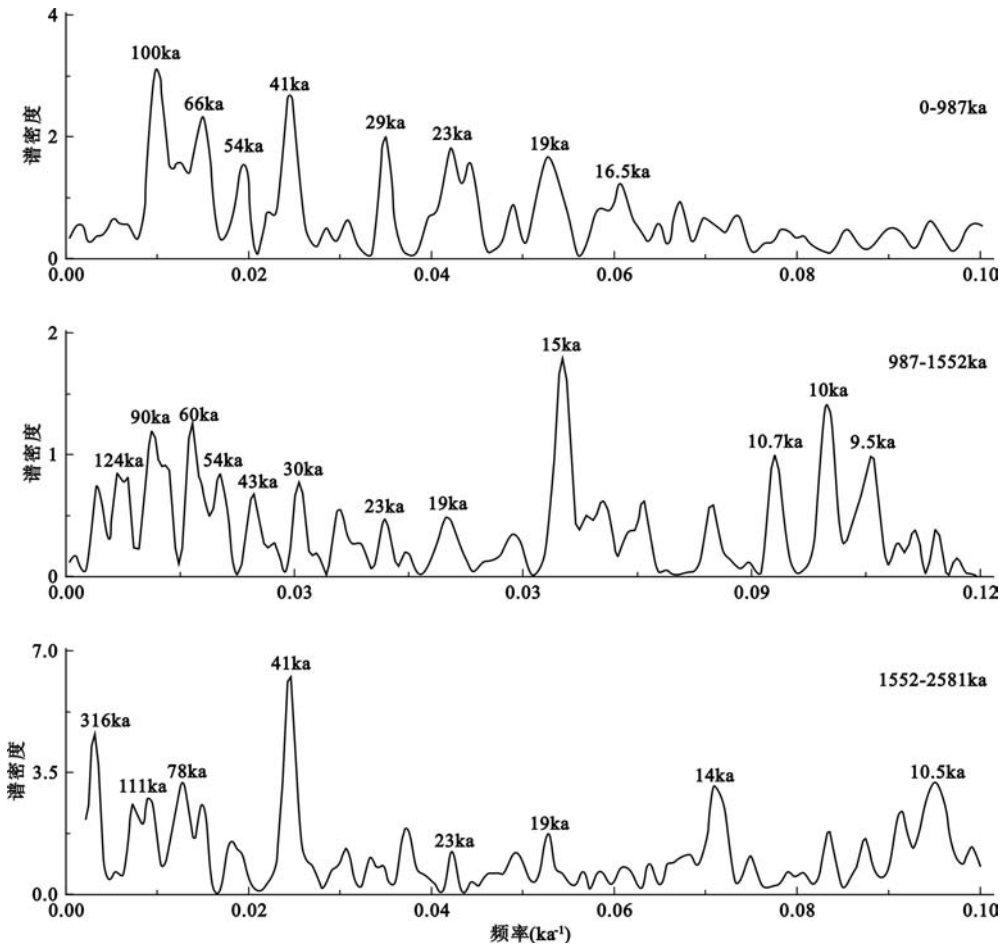 4
100ka
66ka
54ka
41ka
29ka
23ka
19ka
16.5ka
0-987ka
谱密度
2
0
0.00
0.02
0.04
0.06
0.08
0.10
2
15ka
987-1552ka
90ka
60ka
10ka
124ka
54ka
43ka
30ka
23ka
19ka
10.7ka
9.5ka
谱密度
1
0
0.00
0.03
0.03
0.09
0.12
7.0
41ka
1552-2581ka
316ka
111ka
78ka
23ka
19ka
14ka
10.5ka
谱密度
3.5
0.0
0.00
0.02
0.04
0.06
0.08
0.10
频率(ka⁻¹)